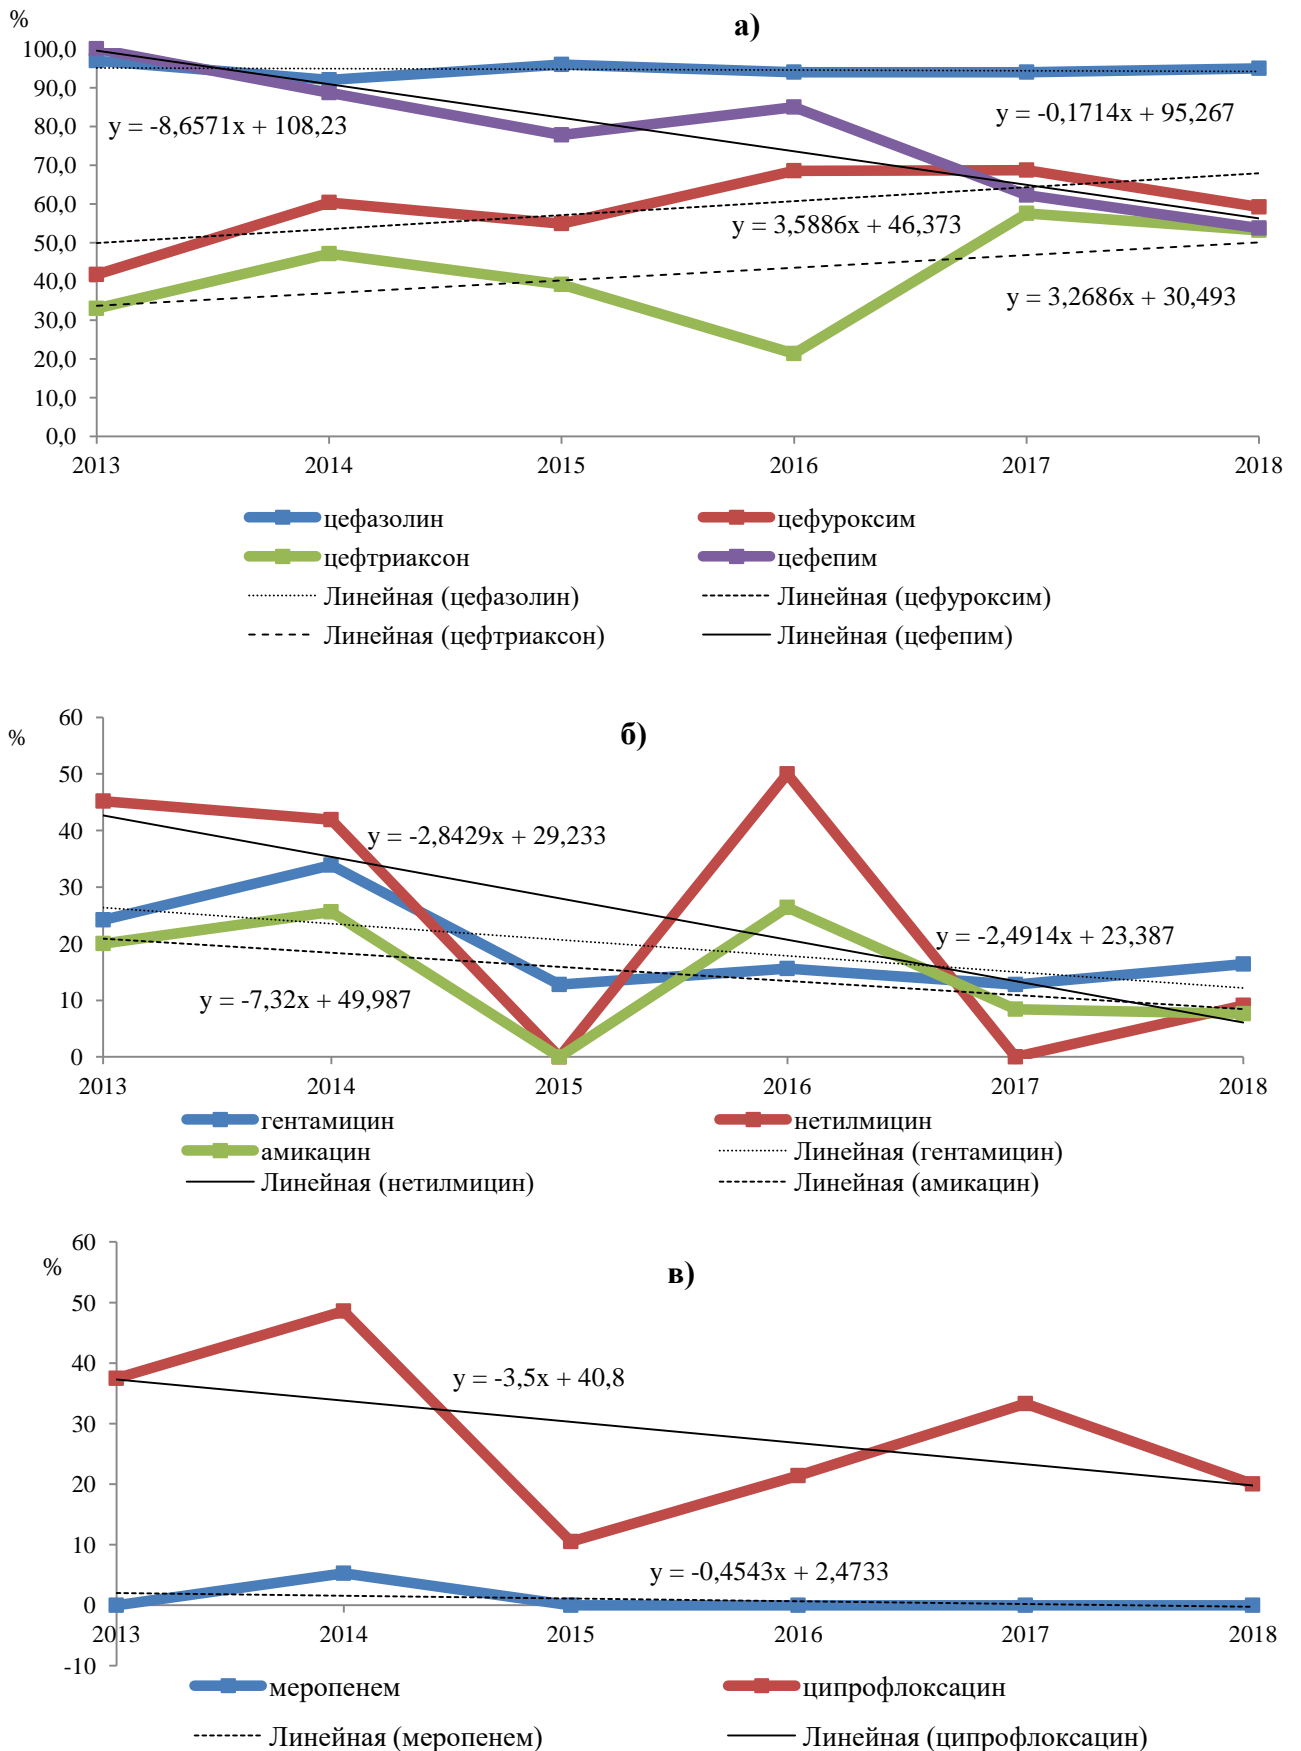 %
а)
100,0
90,0
80,0
70,0
60,0
50,0
40,0
30,0
20,0
10,0
0,0
y = -8,6571x + 108,23
y = -0,1714x + 95,267
y = 3,5886x + 46,373
y = 3,2686x + 30,493
2013 2014 2015 2016 2017 2018
цефазолин цефуроксим
цефтриаксон цефепим
Линейная (цефазолин) Линейная (цефуроксим)
Линейная (цефтриаксон) Линейная (цефепим)
%
б)
60
50
40
30
20
10
0
y = -2,8429x + 29,233
y = -2,4914x + 23,387
y = -7,32x + 49,987
2013 2014 2015 2016 2017 2018
гентамицин нетилмицин
амикацин Линейная (гентамицин)
Линейная (нетилмицин) Линейная (амикацин)
%
в)
60
50
40
30
20
10
0
-10
y = -3,5x + 40,8
y = -0,4543x + 2,4733
2013 2014 2015 2016 2017 2018
меропенем ципрофлоксацин
Линейная (меропенем) Линейная (ципрофлоксацин)